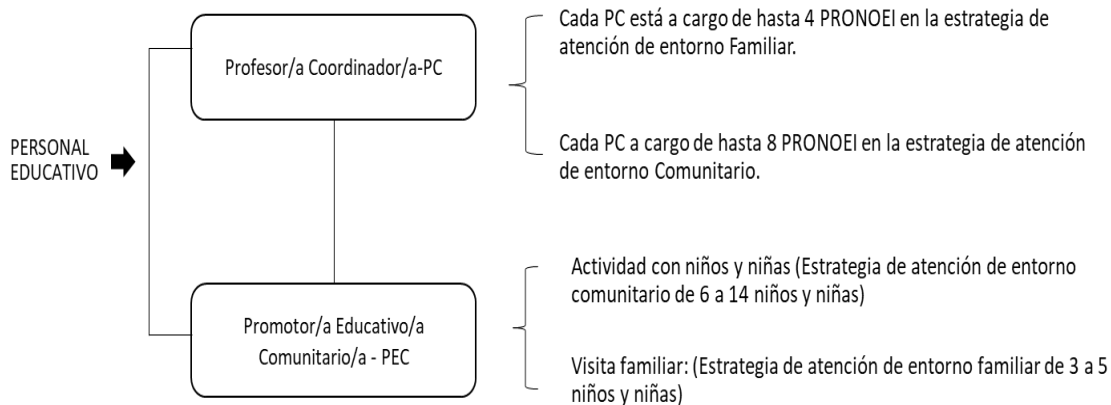 PERSONAL
EDUCATIVO
Profesor/a Coordinador/a-PC
Cada PC está a cargo de hasta 4 PRONOEI en la estrategia de
atención de entorno Familiar.
Cada PC a cargo de hasta 8 PRONOEI en la estrategia de atención
de entorno Comunitario.
Promotor/a Educativo/a
Comunitario/a - PEC
Actividad con niños y niñas (Estrategia de atención de entorno
comunitario de 6 a 14 niños y niñas)
Visita familiar: (Estrategia de atención de entorno familiar de 3 a 5
niños y niñas)